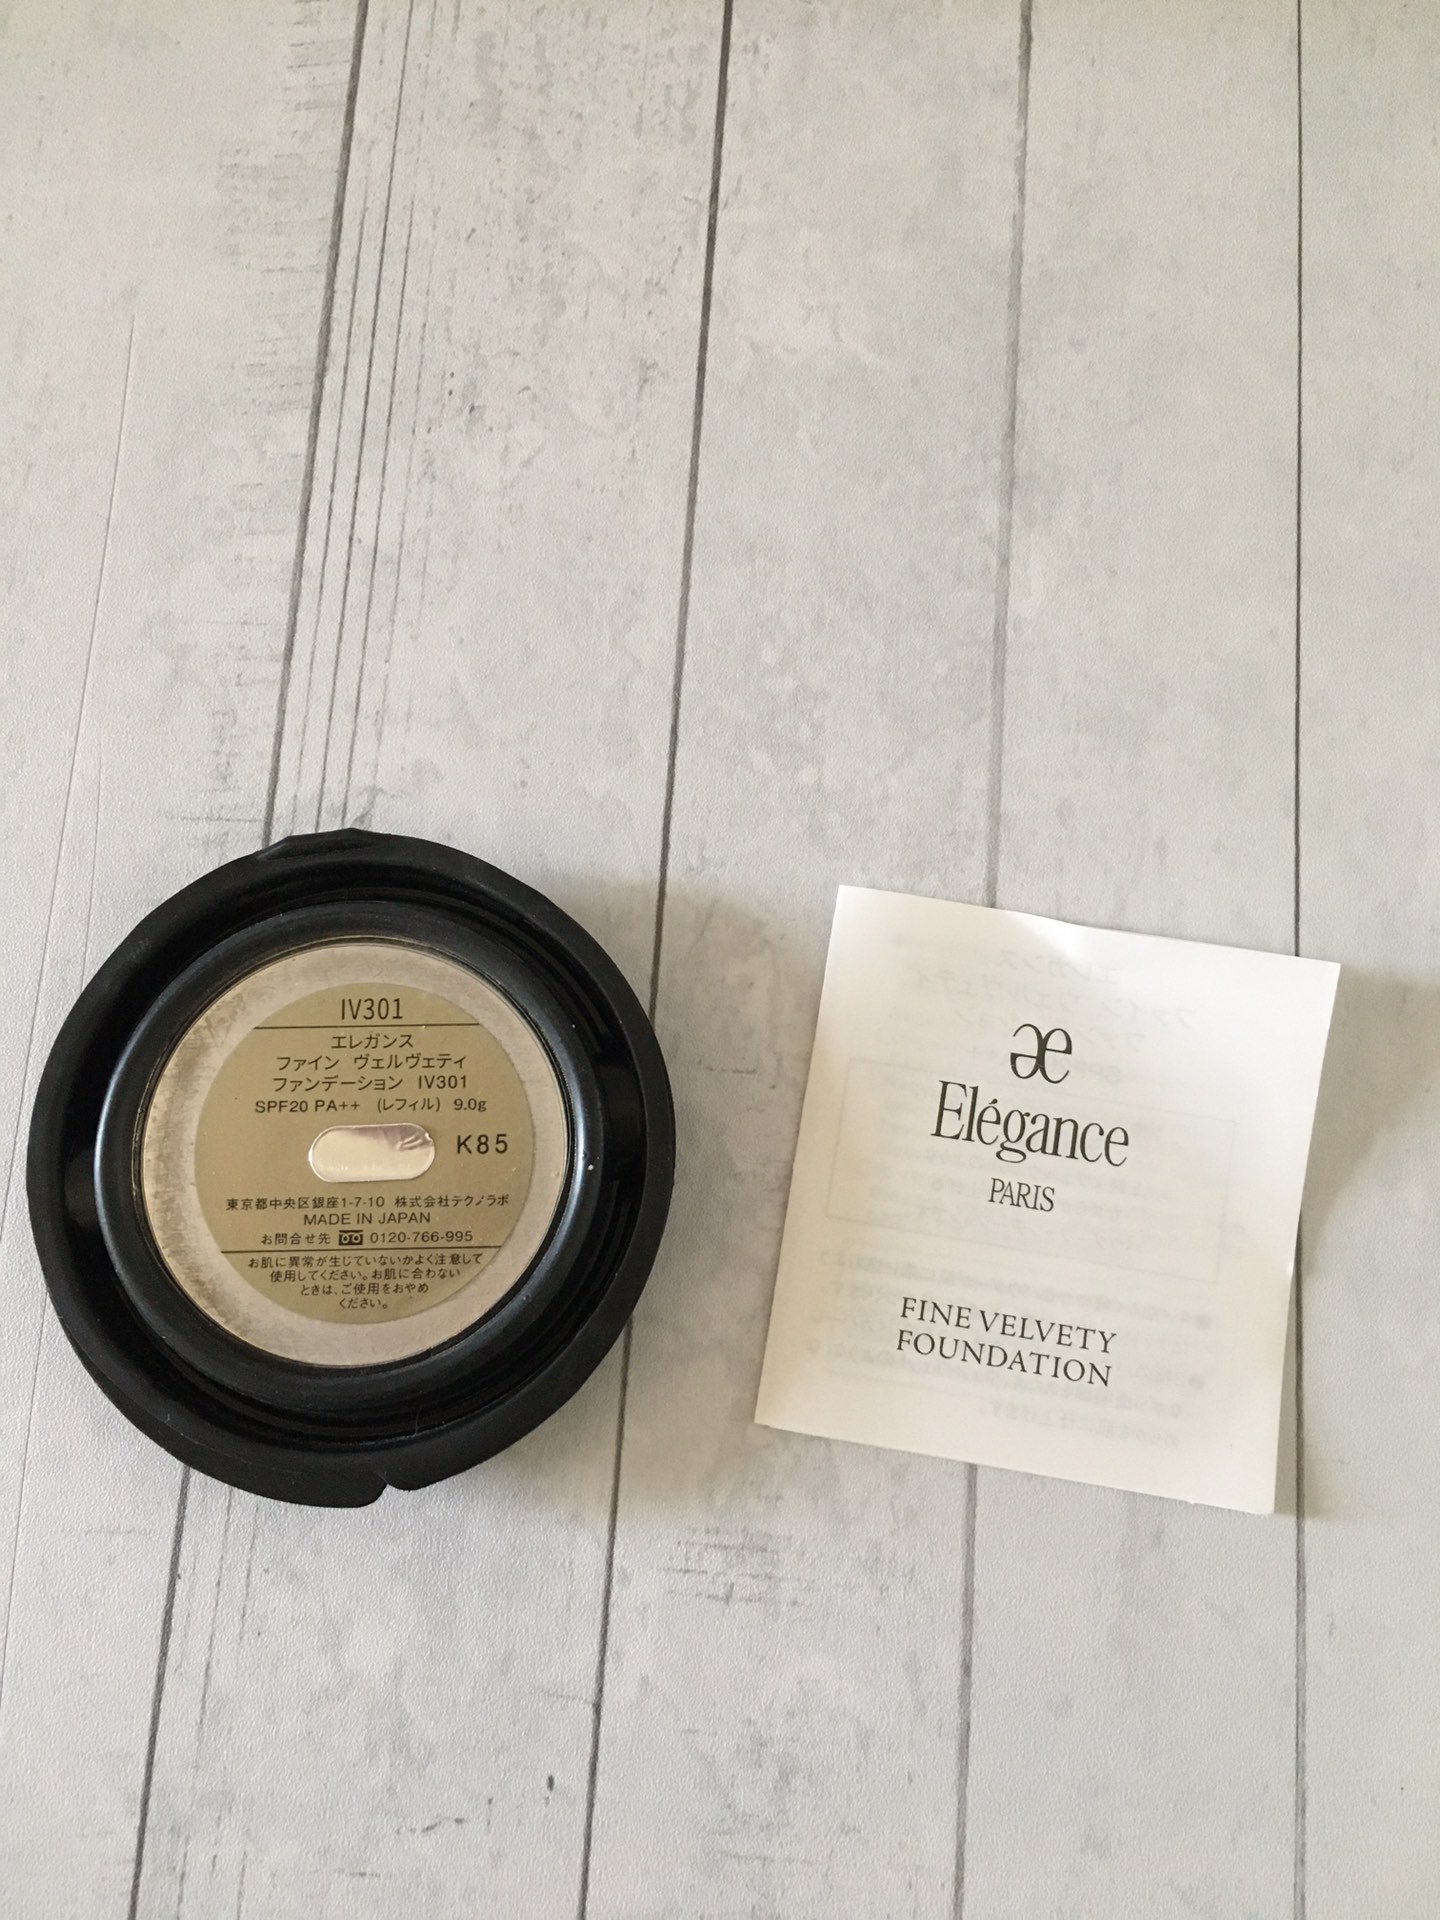 IV301
エレガンス
ファイン ヴェルヴェティ
ファンデーション IV301
SPF20 PA++ (レフィル) 9.0g
K85
東京都中央区銀座1-7-10 株式会社テクノラボ
MADE IN JAPAN
お問合せ先 0120-766-995
お肌に異常が生じていないかよく注意して
使用してください。お肌に合わない
ときは、ご使用をおやめ
ください。
æ
Elégance
PARIS
FINE VELVETY
FOUNDATION